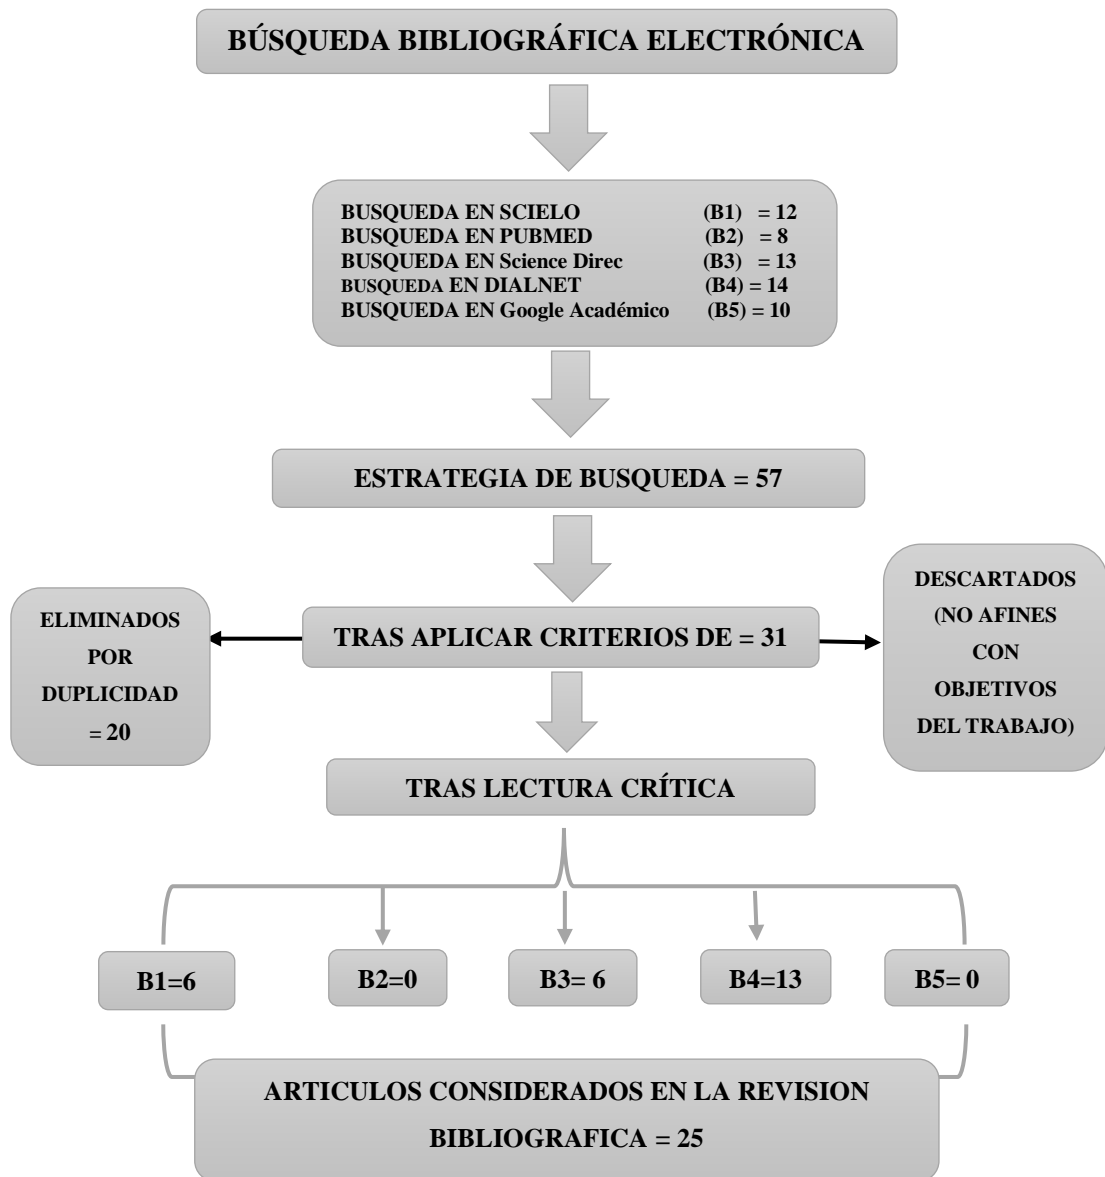 BÚSQUEDA BIBLIOGRÁFICA ELECTRÓNICA
BUSQUEDA EN SCIELO (B1) = 12
BUSQUEDA EN PUBMED (B2) = 8
BUSQUEDA EN Science Direc (B3) = 13
BUSQUEDA EN DIALNET (B4) = 14
BUSQUEDA EN Google Académico (B5) = 10
ESTRATEGIA DE BUSQUEDA = 57
ELIMINADOS
POR
DUPLICIDAD
= 20
TRAS APLICAR CRITERIOS DE = 31
DESCARTADOS
(NO AFINES
CON
OBJETIVOS
DEL TRABAJO)
TRAS LECTURA CRÍTICA
B1=6
B2=0
B3= 6
B4=13
B5= 0
ARTICULOS CONSIDERADOS EN LA REVISION
BIBLIOGRAFICA = 25